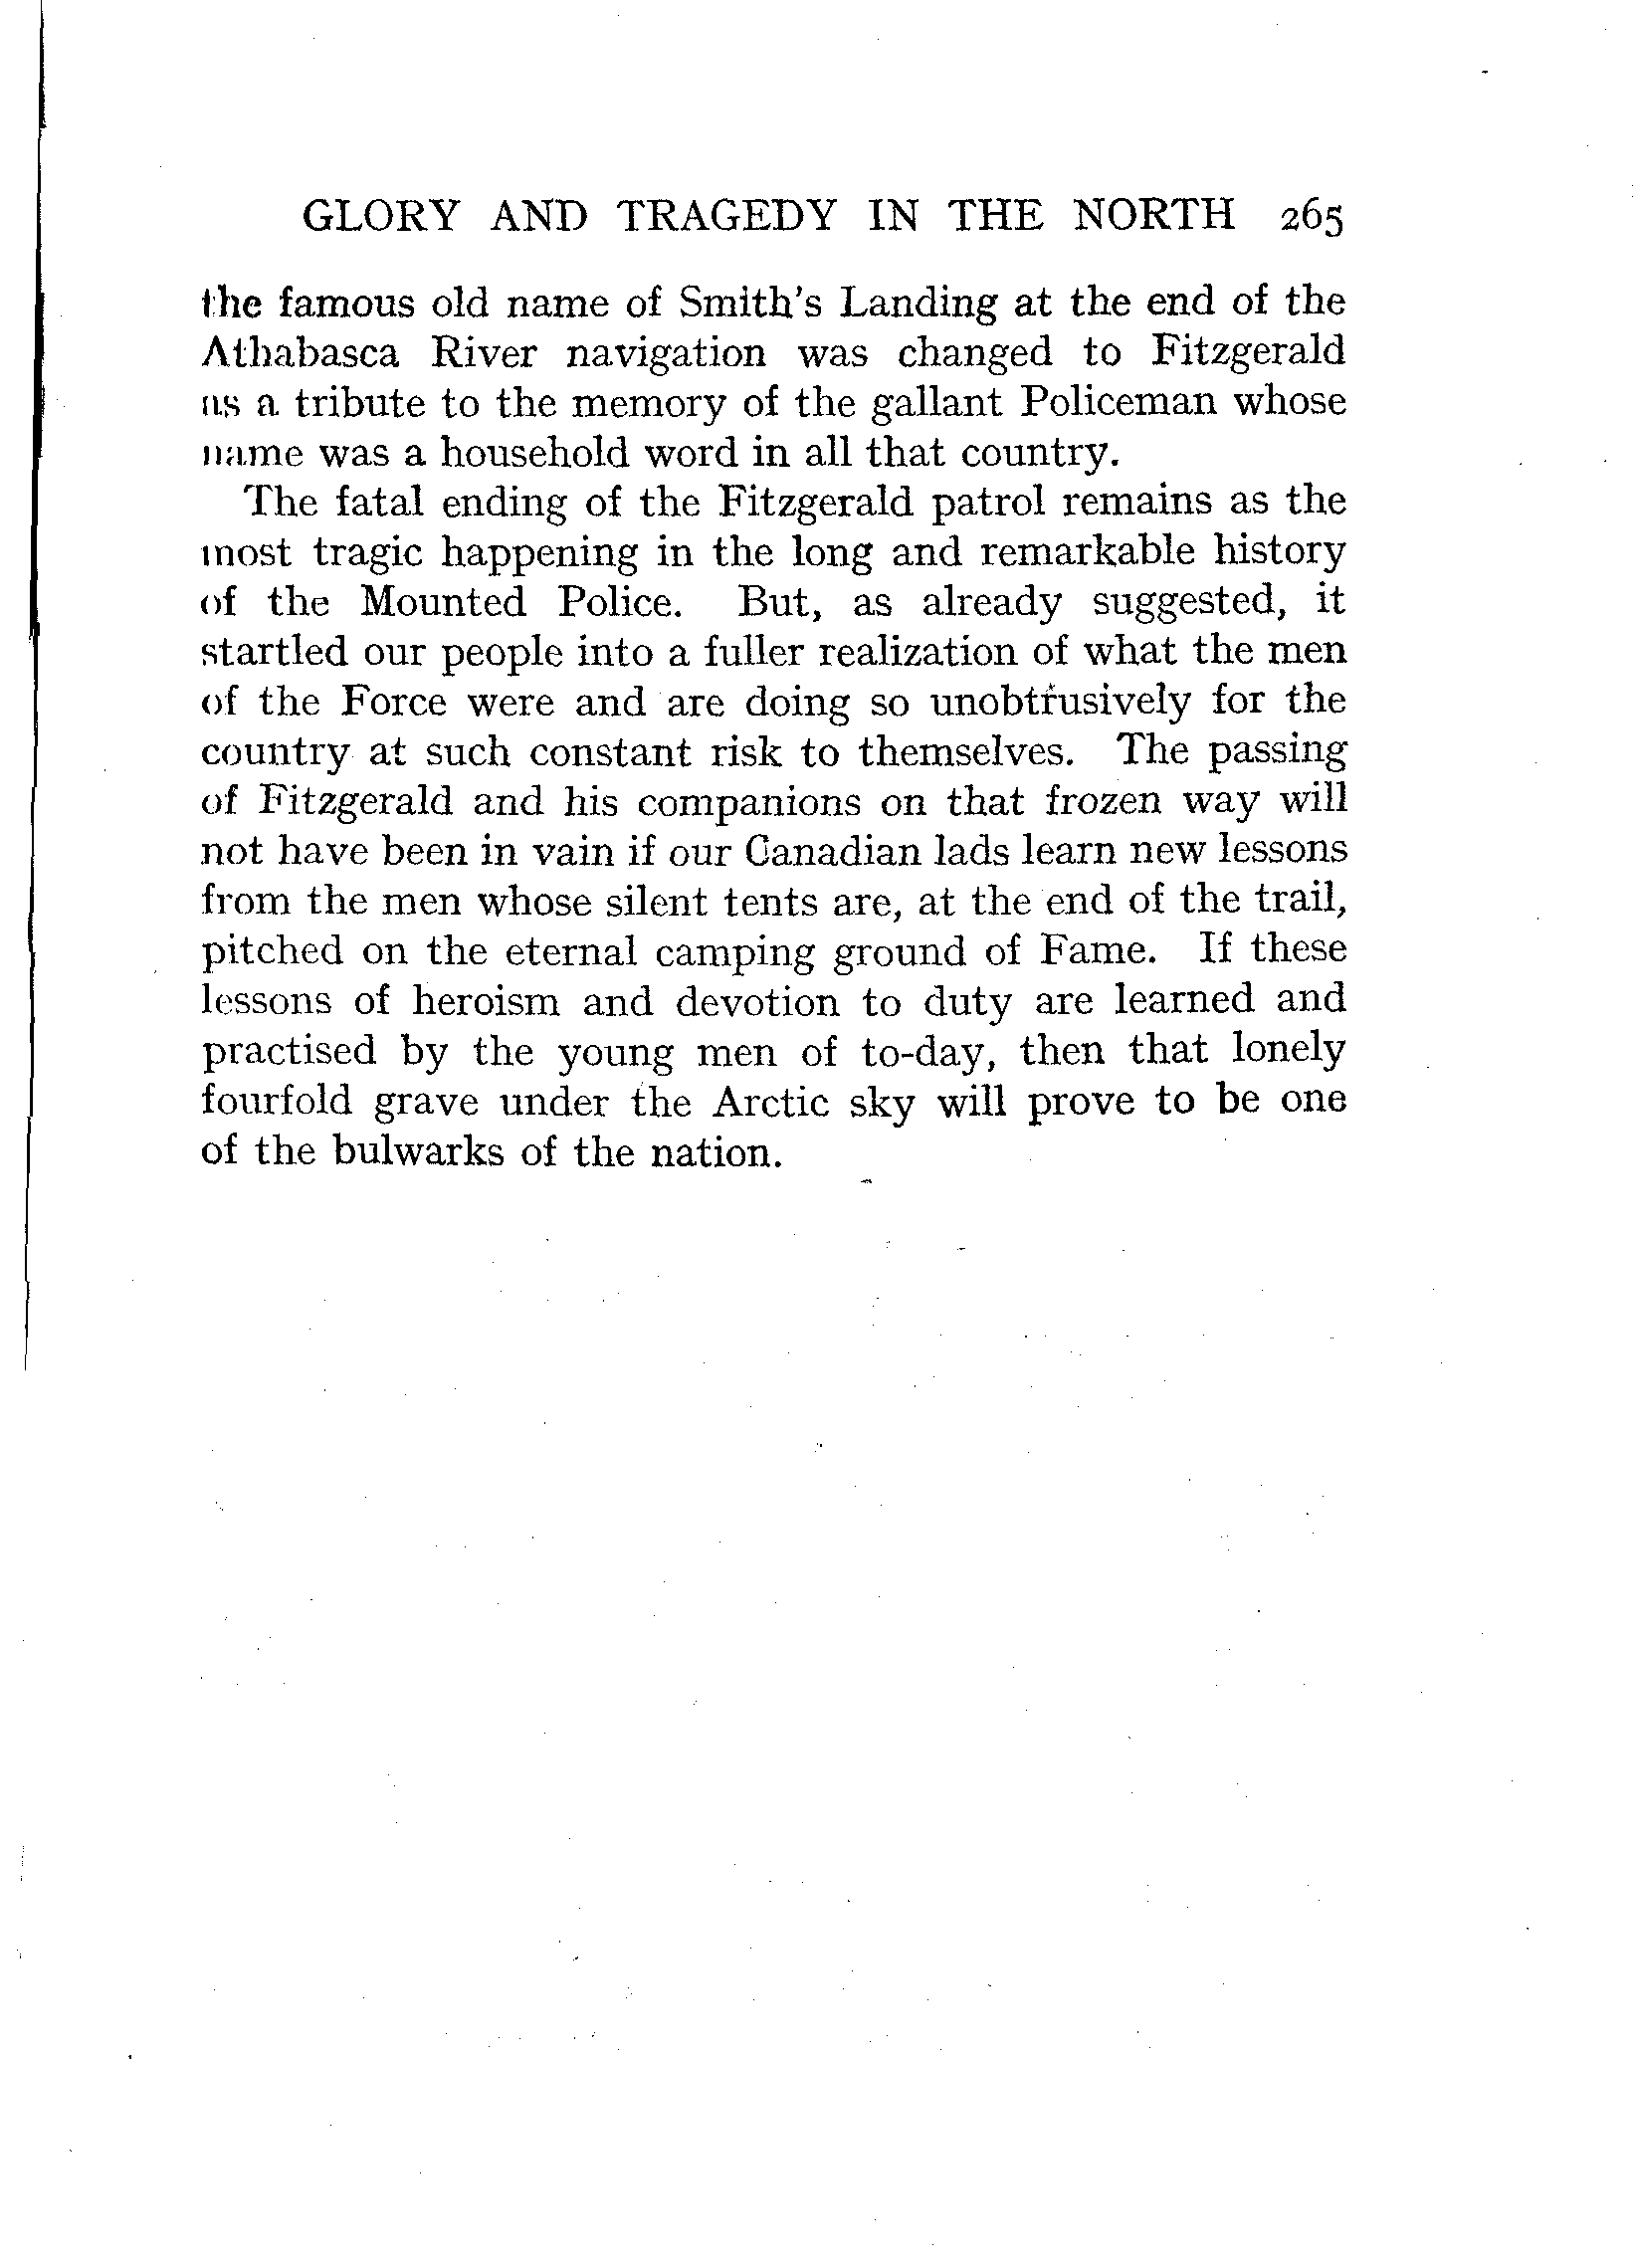 GLORY AND TRAGEDY IN THE NORTH 265
the famous old name of Smith's Landing at the end of the
Athabasca River navigation was changed to Fitzgerald
as a tribute to the memory of the gallant Policeman whose
name was a household word in all that country.
The fatal ending of the Fitzgerald patrol remains as the
most tragic happening in the long and remarkable history
of the Mounted Police. But, as already suggested, it
startled our people into a fuller realization of what the men
of the Force were and are doing so unobtrusively for the
country at such constant risk to themselves. The passing
of Fitzgerald and his companions on that frozen way will
not have been in vain if our Canadian lads learn new lessons
from the men whose silent tents are, at the end of the trail,
pitched on the eternal camping ground of Fame. If these
lessons of heroism and devotion to duty are learned and
practised by the young men of to-day, then that lonely
fourfold grave under the Arctic sky will prove to be one
of the bulwarks of the nation.